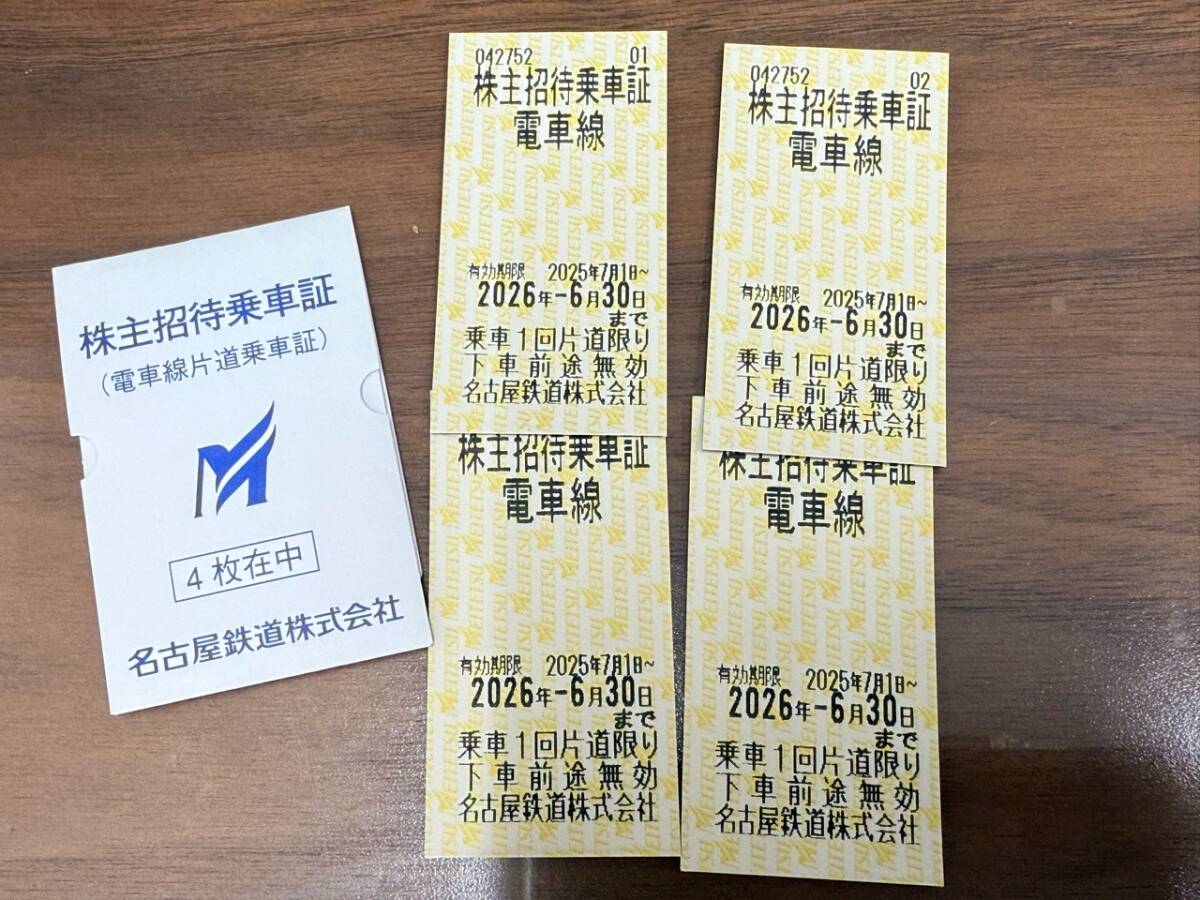 株主招待乗車証
(電車線片道乗車証)
4枚在中
名古屋鉄道株式会社
042752 01
株主招待乗車証
電車線
有効期限 2025年7月1日~
2026年-6月30日
まで
乗車1回片道限り
下車前途無効
名古屋鉄道株式会社
042752 02
株主招待乗車証
電車線
有効期限 2025年7月1日~
2026年-6月30日
まで
乗車1回片道限り
下車前途無効
名古屋鉄道株式会社
株主招待乗車証
電車線
有効期限 2025年7月1日~
2026年-6月30日
まで
乗車1回片道限り
下車前途無効
名古屋鉄道株式会社
株主招待乗車証
電車線
有効期限 2025年7月1日~
2026年-6月30日
まで
乗車1回片道限り
下車前途無効
名古屋鉄道株式会社